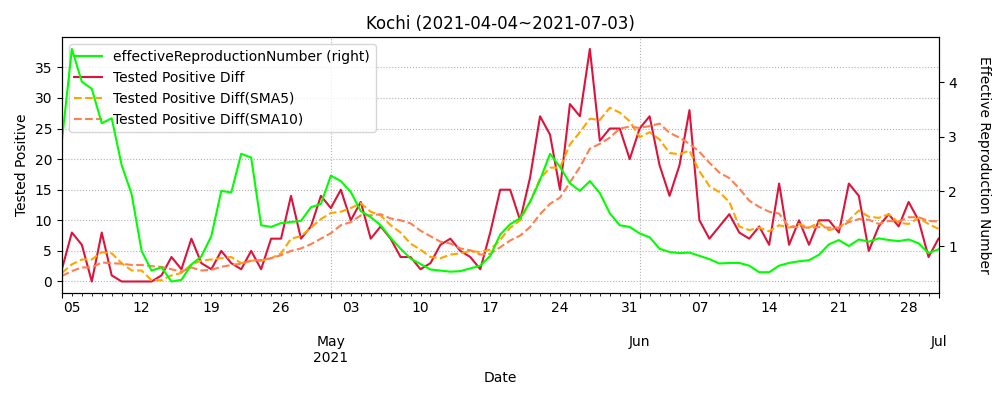 Kochi (2021-04-04~2021-07-03)
effectiveReproductionNumber (right)
Tested Positive Diff
Tested Positive Diff(SMA5)
Tested Positive Diff(SMA10)
Tested Positive
35
30
25
20
15
10
5
0
4
3
2
1
Effective Reproduction Number
05 12 19 26 03 10 17 24 31 07 14 21 28
May Jun Jul
2021
Date